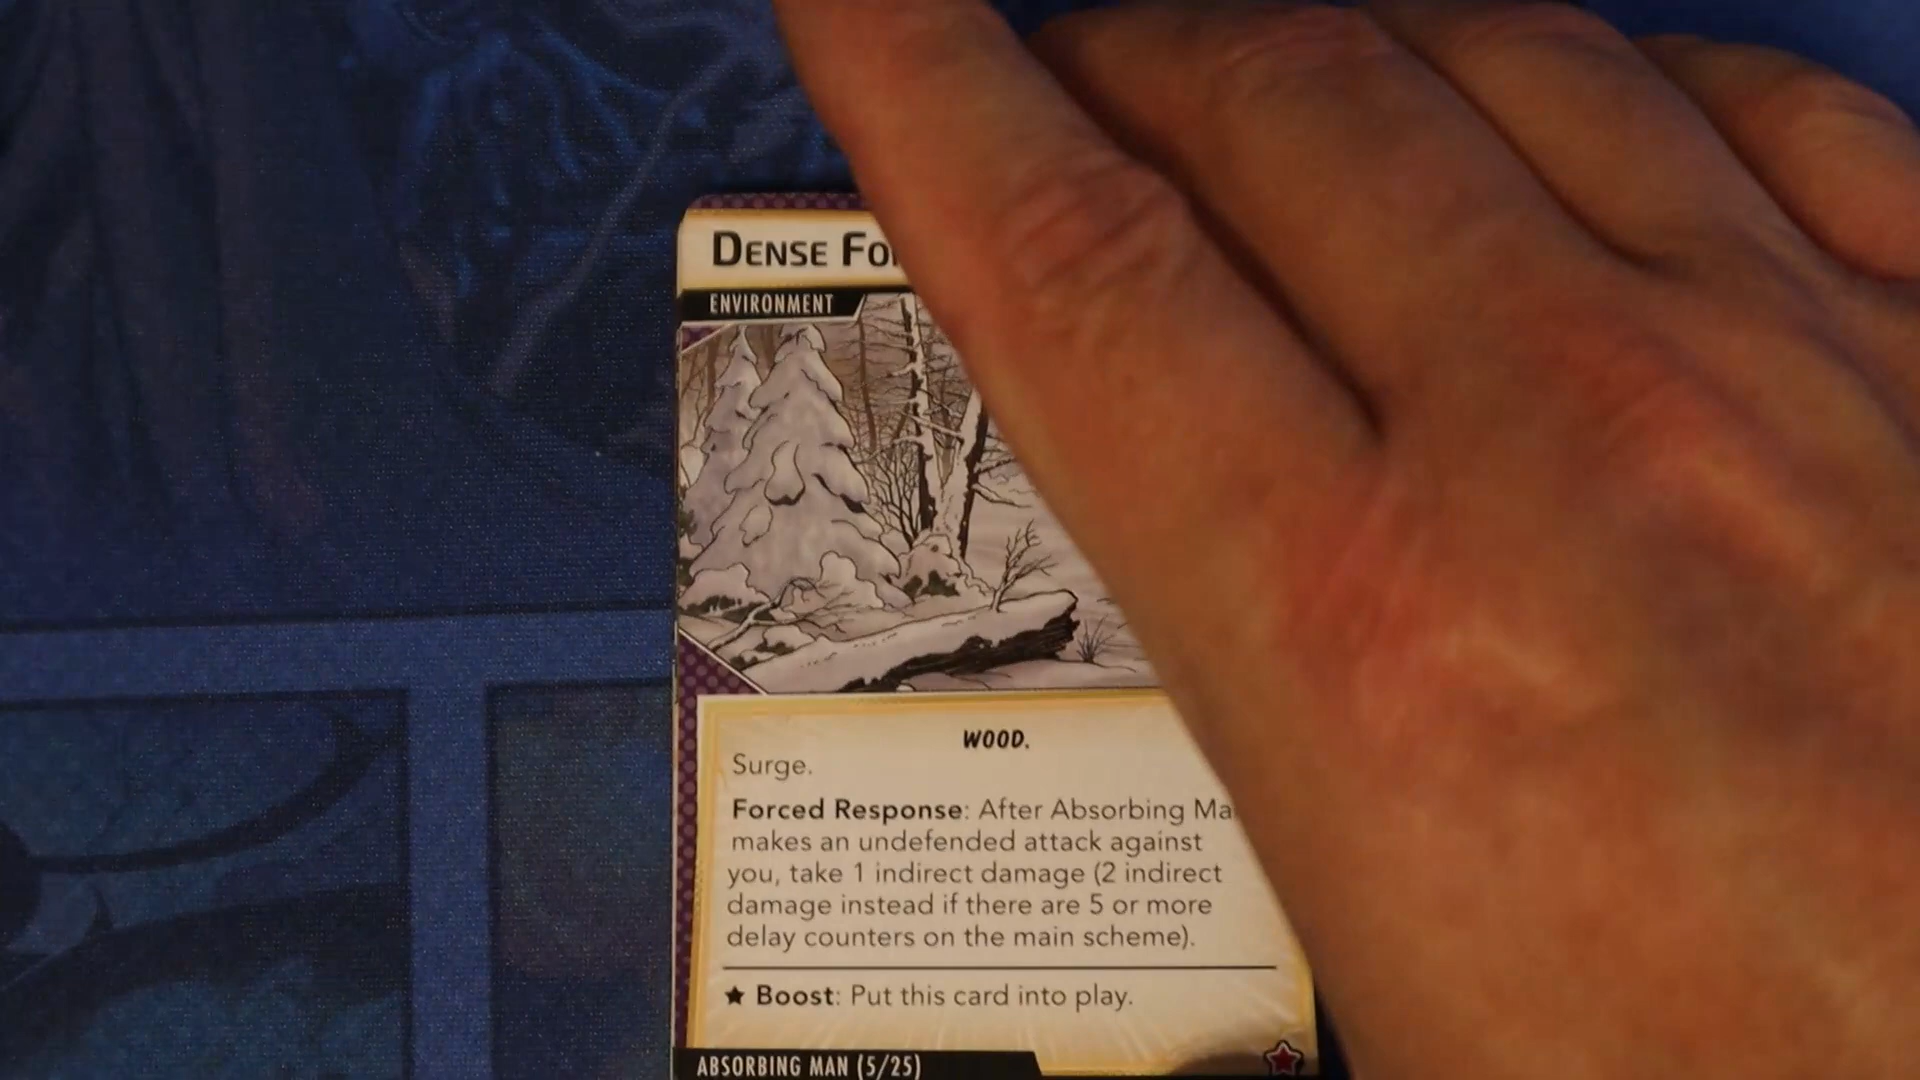 DENSE
ENVIRONMENT
WOOD.
Surge.
Forced Response: After Absorbing
makes an undefended attack against
you, take 1 indirect damage (2 indirect
damage instead if there are 5 or more
delay counters on the main scheme).
★ Boost: Put this card into play.
ABSORBING MAN (5/25)